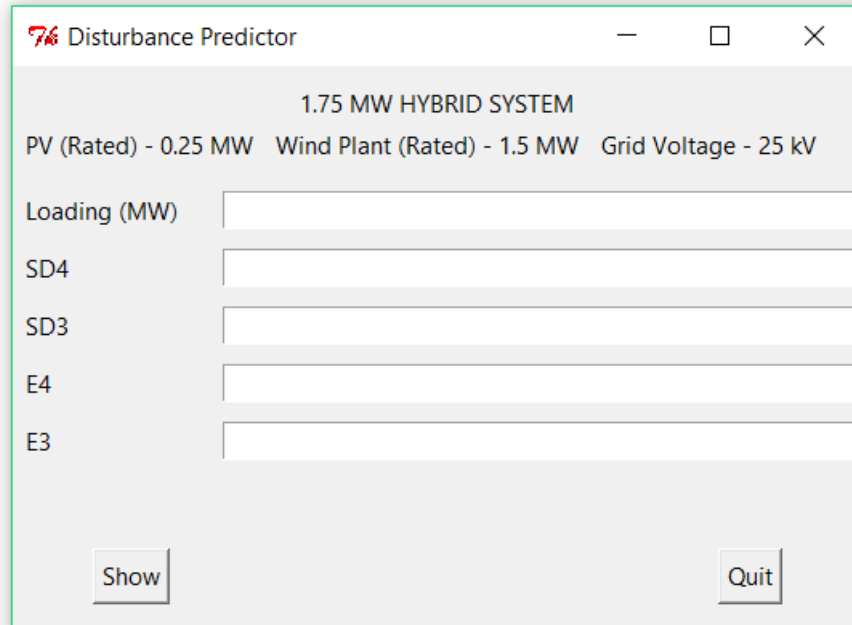 Disturbance Predictor
1.75 MW HYBRID SYSTEM
PV (Rated) - 0.25 MW Wind Plant (Rated) - 1.5 MW Grid Voltage - 25 kV
Loading (MW)
SD4
SD3
E4
E3
Show Quit